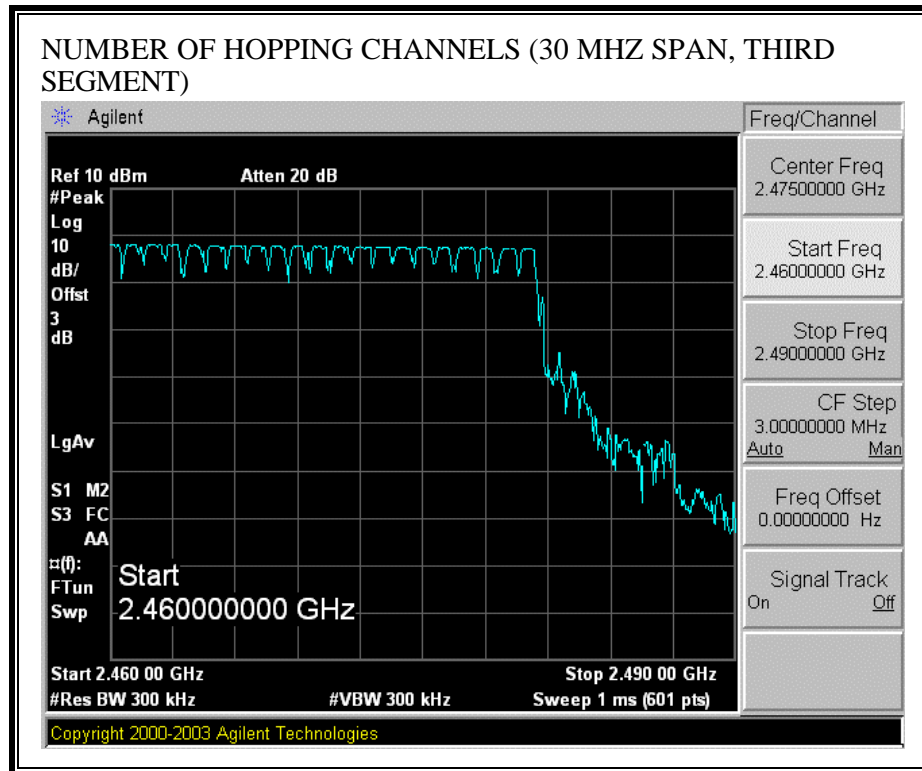 NUMBER OF HOPPING CHANNELS (30 MHZ SPAN, THIRD
SEGMENT)
Agilent
Freq/Channel
Ref 10 dBm Atten 20 dB
#Peak
Log
10
dB/
Offst
3
dB
LgAv
S1 M2
S3 FC
AA
¤(f):
FTun
Swp
Start
2.460000000 GHz
Start 2.460 00 GHz Stop 2.490 00 GHz
#Res BW 300 kHz #VBW 300 kHz Sweep 1 ms (601 pts)
Center Freq
2.47500000 GHz
Start Freq
2.46000000 GHz
Stop Freq
2.49000000 GHz
CF Step
3.00000000 MHz
Auto Man
Freq Offset
0.00000000 Hz
Signal Track
On Off
Copyright 2000-2003 Agilent Technologies